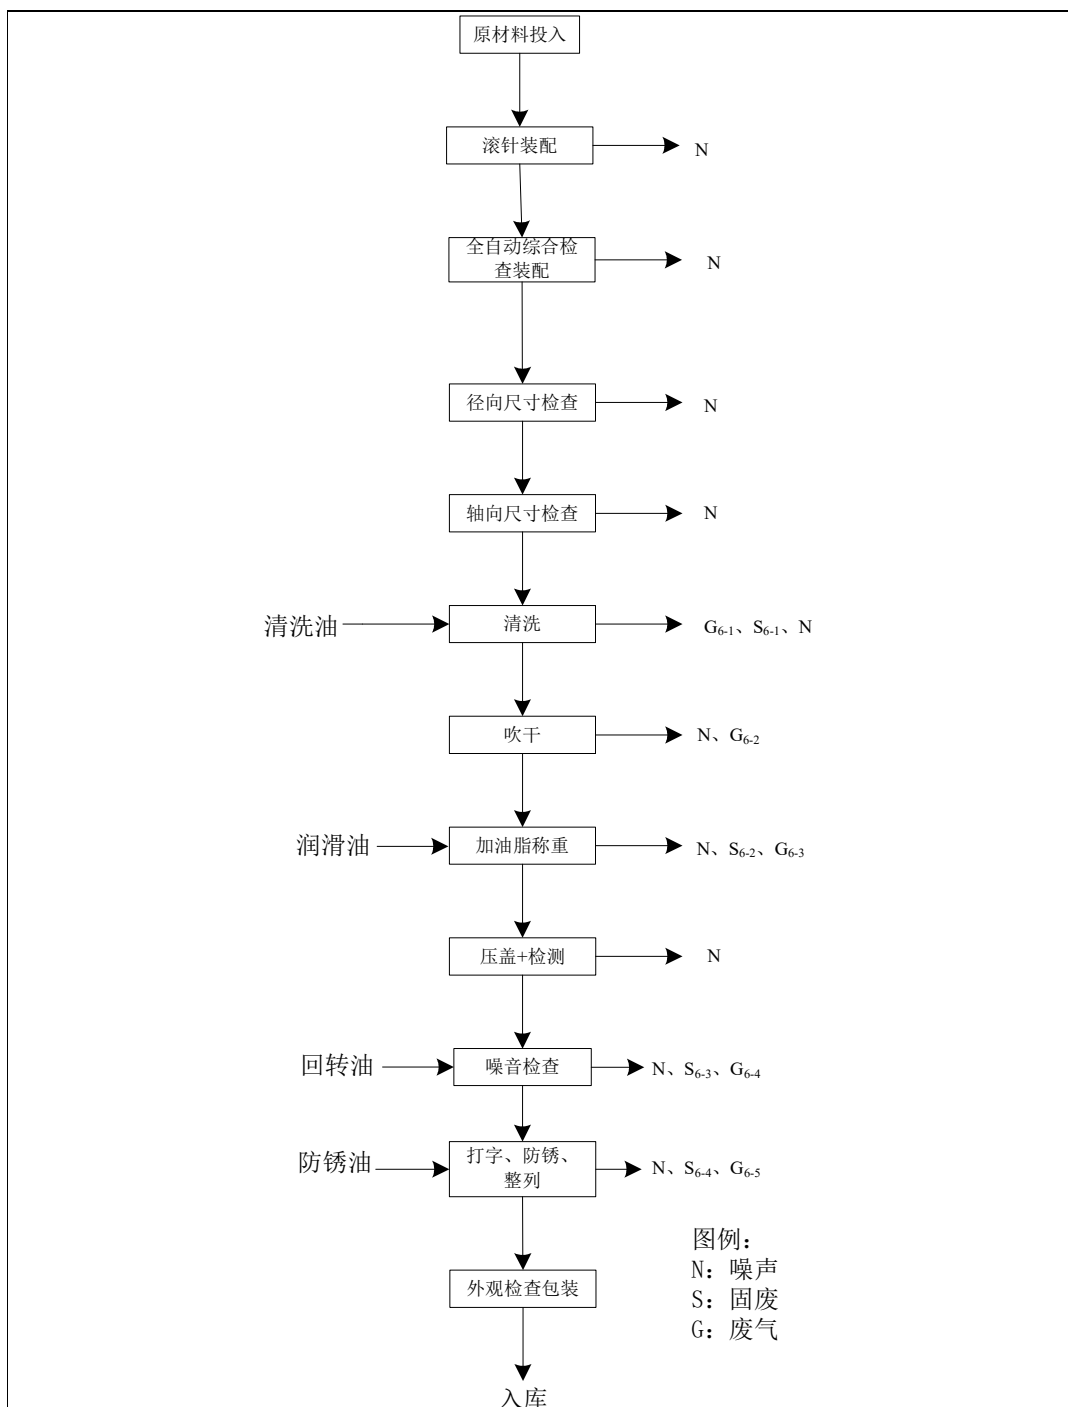 原材料投入
滚针装配
N
全自动综合检
查装配
N
径向尺寸检查
N
轴向尺寸检查
N
清洗油
清洗
G6-1、S6-1、N
吹干
N、G6-2
润滑油
加油脂称重
N、S6-2、G6-3
压盖+检测
N
回转油
噪音检查
N、S6-3、G6-4
防锈油
打字、防锈、
整列
N、S6-4、G6-5
图例：
N：噪声
S：固废
G：废气
外观检查包装
入库